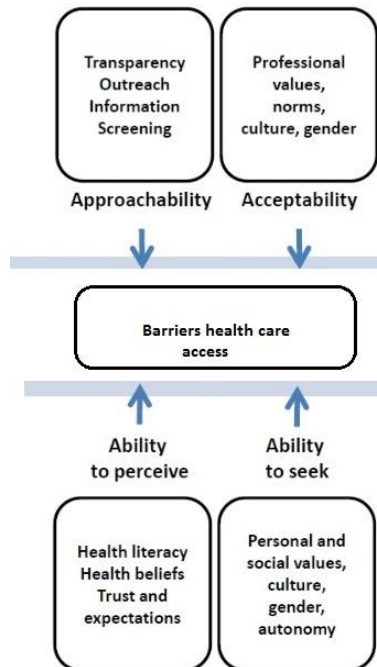 Transparency
Outreach
Information
Screening
Professional
values,
norms,
culture, gender
Approachability
Acceptability
Barriers health care
access
Ability
to perceive
Ability
to seek
Health literacy
Health beliefs
Trust and
expectations
Personal and
social values,
culture,
gender,
autonomy